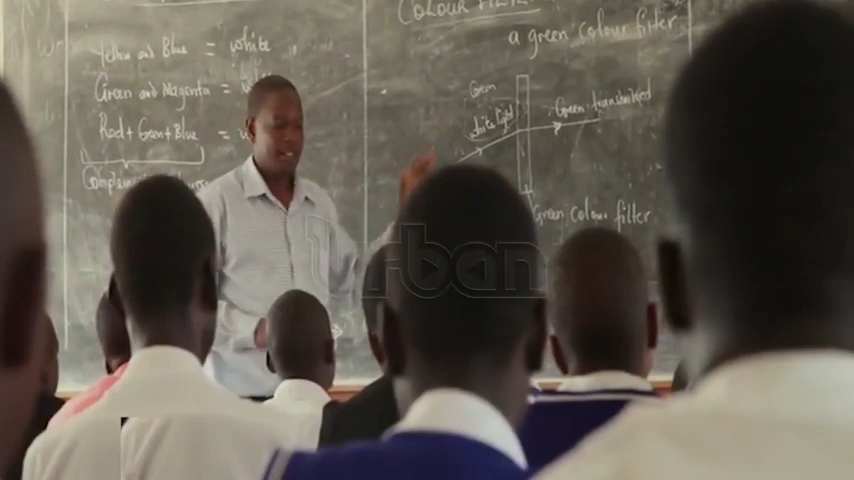 Yellow and Blue = white
Green and Magenta =
Red + Green + Blue =
COLOUR FILTE
a green colour filter
Green
white light
Green transmitted
Green colour filter
urban